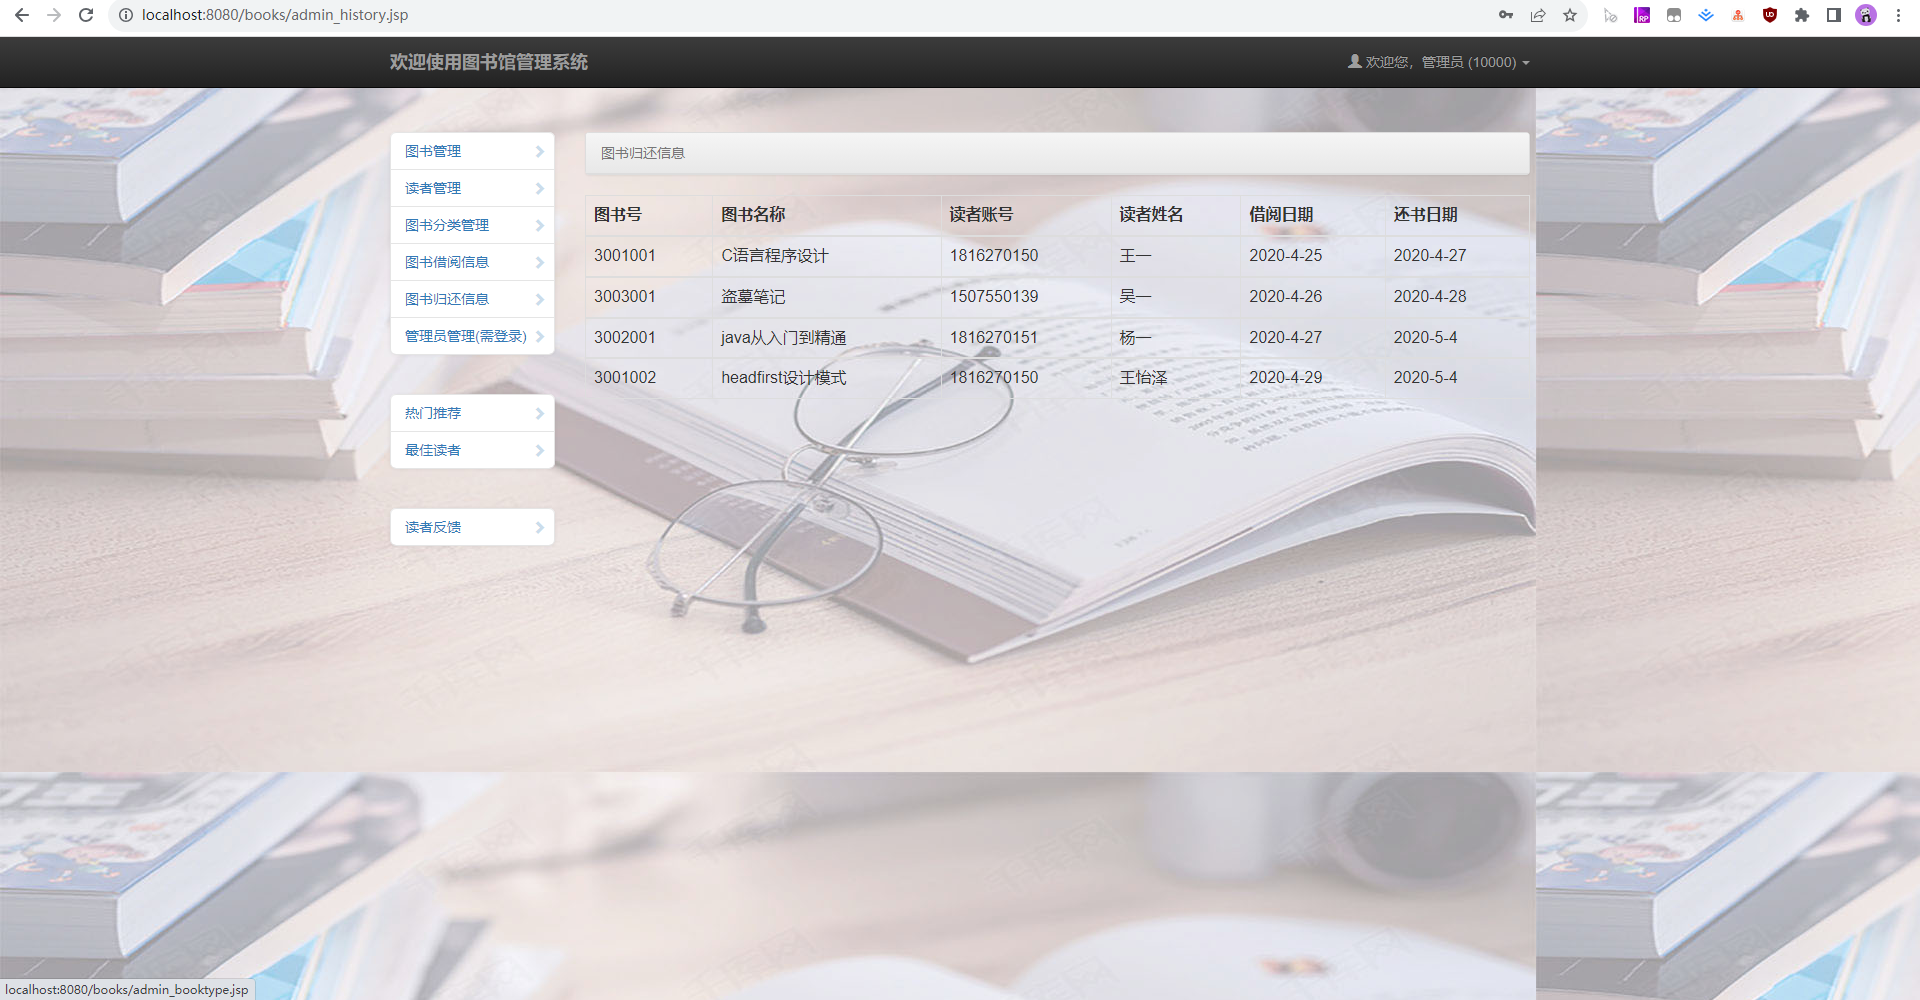 localhost:8080/books/admin_history.jsp
欢迎使用图书馆管理系统
欢迎您，管理员 (10000)
图书管理
读者管理
图书分类管理
图书借阅信息
图书归还信息
管理员管理(需登录)
热门推荐
最佳读者
读者反馈
图书归还信息
图书号 图书名称 读者账号 读者姓名 借阅日期 还书日期
3001001 C语言程序设计 1816270150 王一 2020-4-25 2020-4-27
3003001 盗墓笔记 1507550139 吴一 2020-4-26 2020-4-28
3002001 java从入门到精通 1816270151 杨一 2020-4-27 2020-5-4
3001002 headfirst设计模式 1816270150 王怡泽 2020-4-29 2020-5-4
localhost:8080/books/admin_booktype.jsp